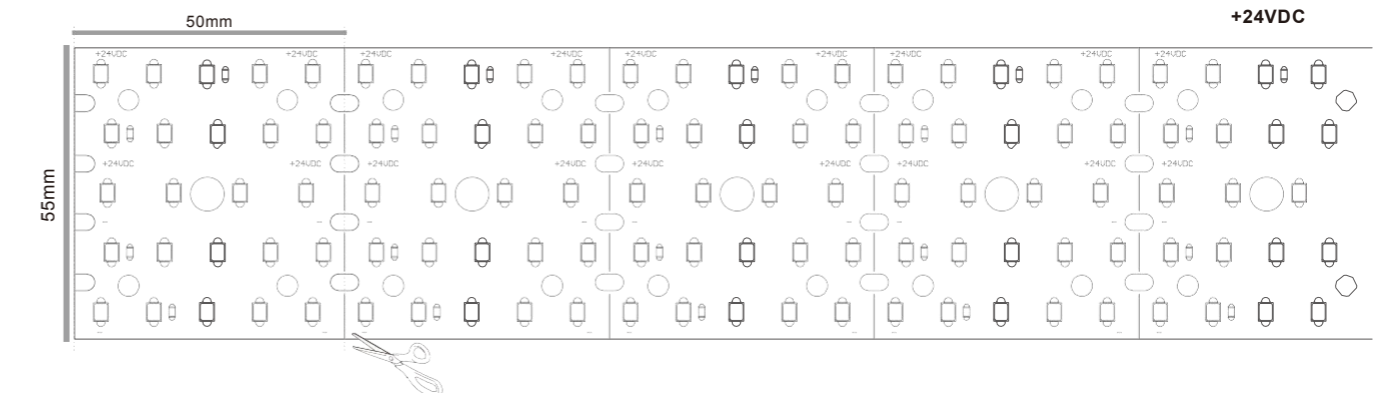 50mm
+24VDC
+24VDC +24VDC +24VDC +24VDC +24VDC +24VDC +24VDC +24VDC +24VDC
55mm
+24VDC +24VDC +24VDC +24VDC +24VDC +24VDC +24VDC +24VDC +24VDC
- - - - - - - - -
- - - - - - - - -